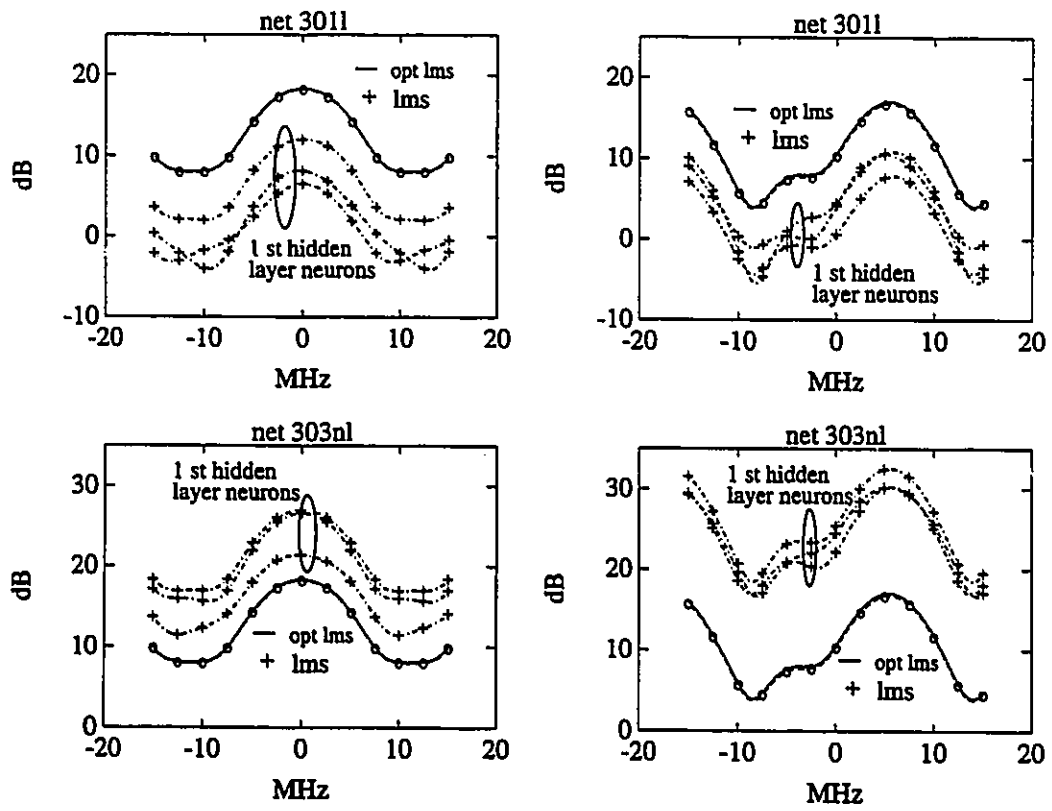 net 301l
opt lms
lms
1 st hidden
layer neurons
dB
20
10
0
-10
-20
-10
0
10
20
MHz
net 301l
opt lms
lms
1 st hidden
layer neurons
dB
20
10
0
-10
-20
-10
0
10
20
MHz
net 303nl
1 st hidden
layer neurons
opt lms
lms
dB
30
20
10
0
-20
-10
0
10
20
MHz
net 303nl
1 st hidden
layer neurons
opt lms
lms
dB
30
20
10
0
-20
-10
0
10
20
MHz